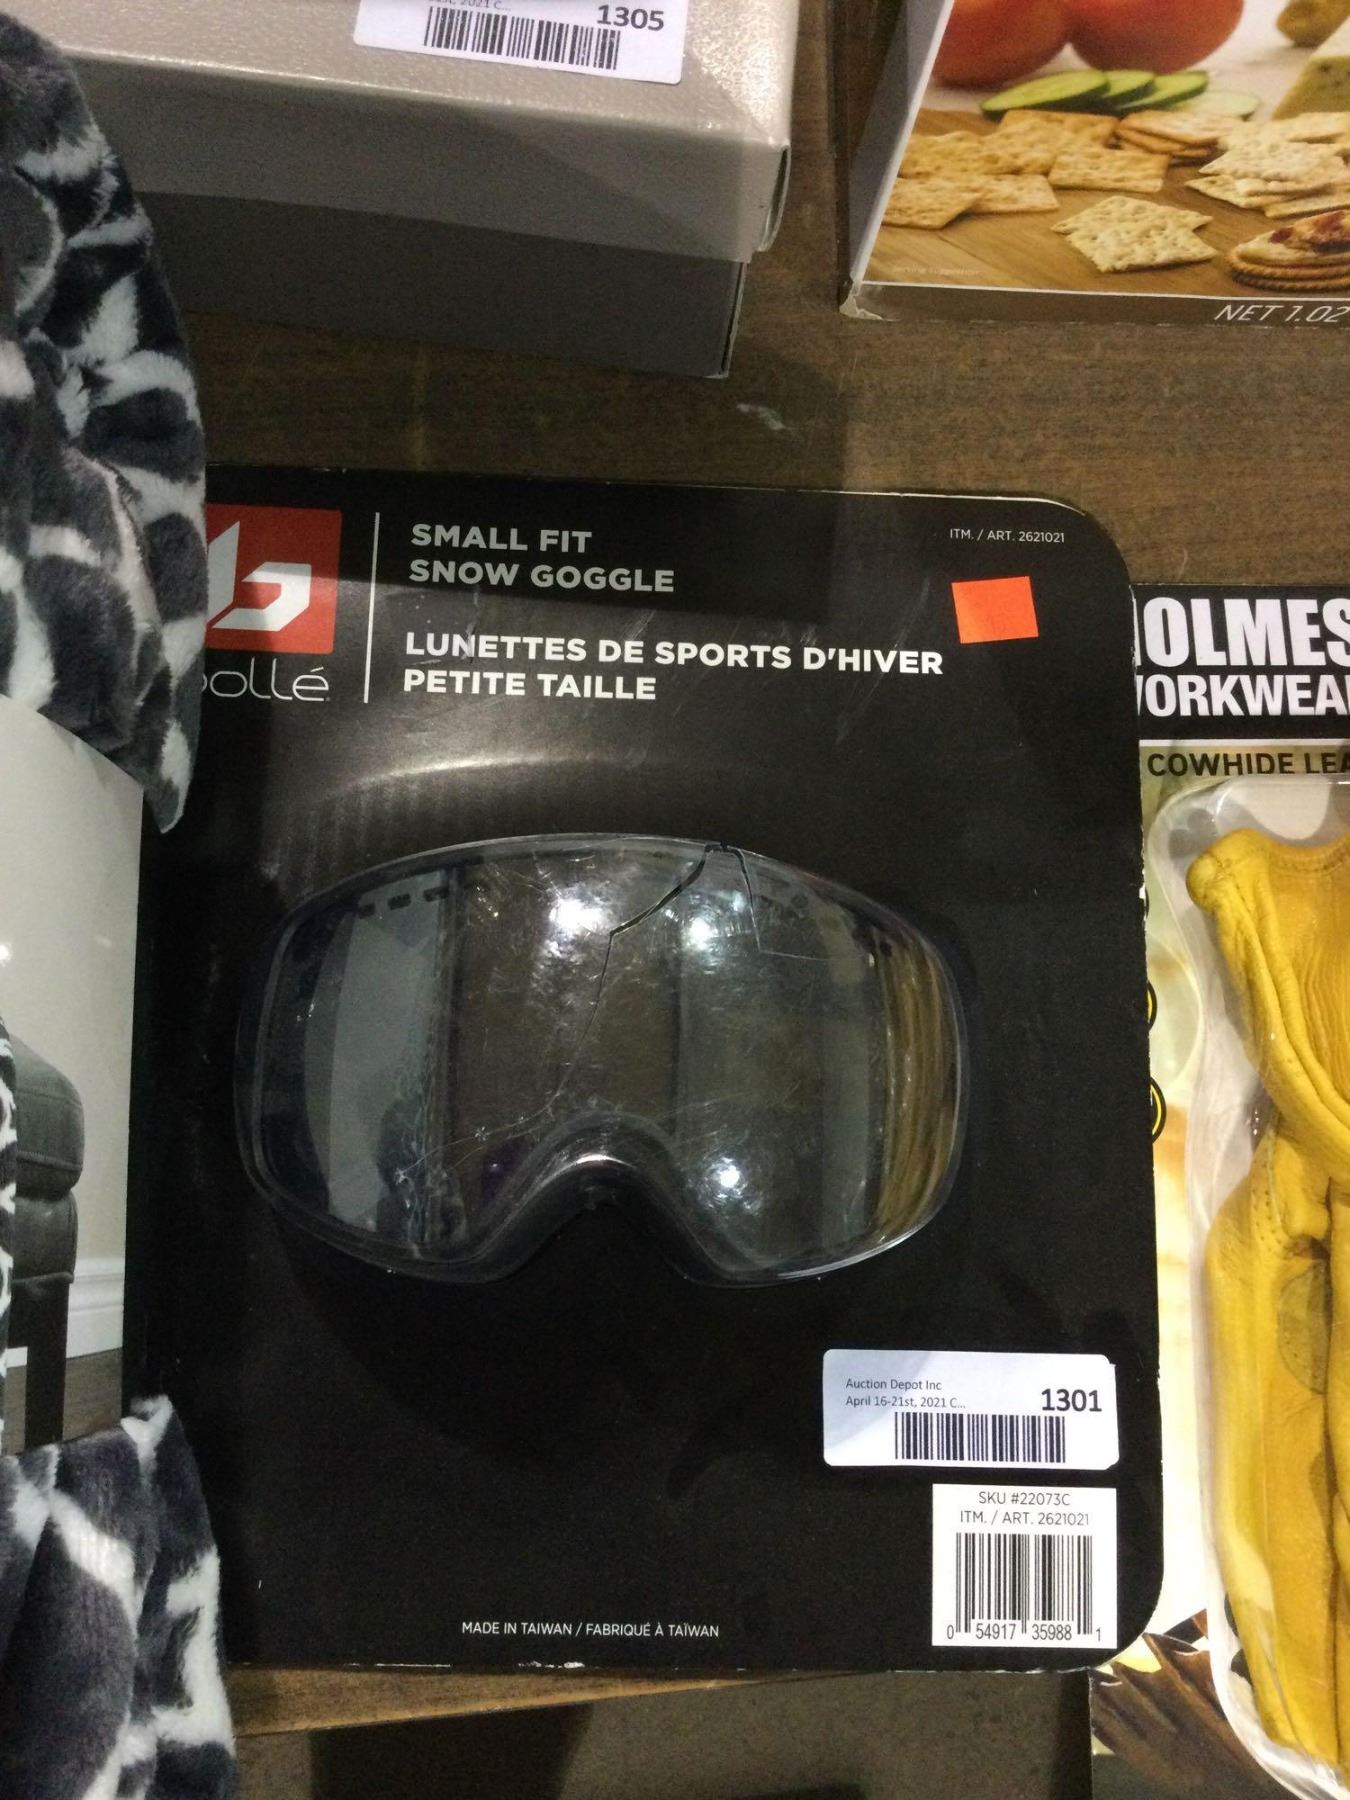 1305
NET 1.02
SMALL FIT
SNOW GOGGLE
LUNETTES DE SPORTS D'HIVER
PETITE TAILLE
bollé
ITM. / ART. 2621021
OLMES
ORKWEA
COWHIDE LEA
Auction Depot Inc
April 16-21st, 2021 C...
1301
SKU #22073C
ITM. / ART. 2621021
0 54917 35988 1
MADE IN TAIWAN / FABRIQUÉ À TAÏWAN